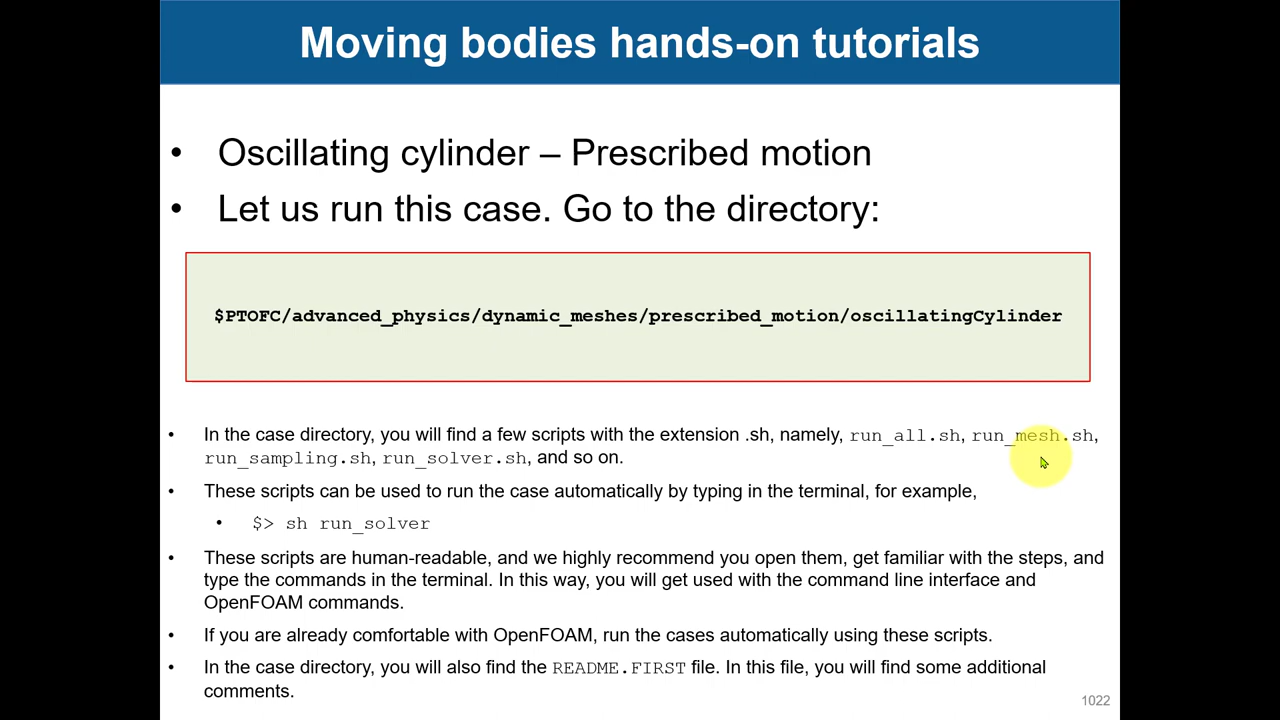 Moving bodies hands-on tutorials
• Oscillating cylinder – Prescribed motion
• Let us run this case. Go to the directory:
$PTOFC/advanced_physics/dynamic_meshes/prescribed_motion/oscillatingCylinder
• In the case directory, you will find a few scripts with the extension .sh, namely, run_all.sh, run_mesh.sh,
run_sampling.sh, run_solver.sh, and so on.
• These scripts can be used to run the case automatically by typing in the terminal, for example,
• $> sh run_solver
• These scripts are human-readable, and we highly recommend you open them, get familiar with the steps, and
type the commands in the terminal. In this way, you will get used with the command line interface and
OpenFOAM commands.
• If you are already comfortable with OpenFOAM, run the cases automatically using these scripts.
• In the case directory, you will also find the README.FIRST file. In this file, you will find some additional
comments.
1022